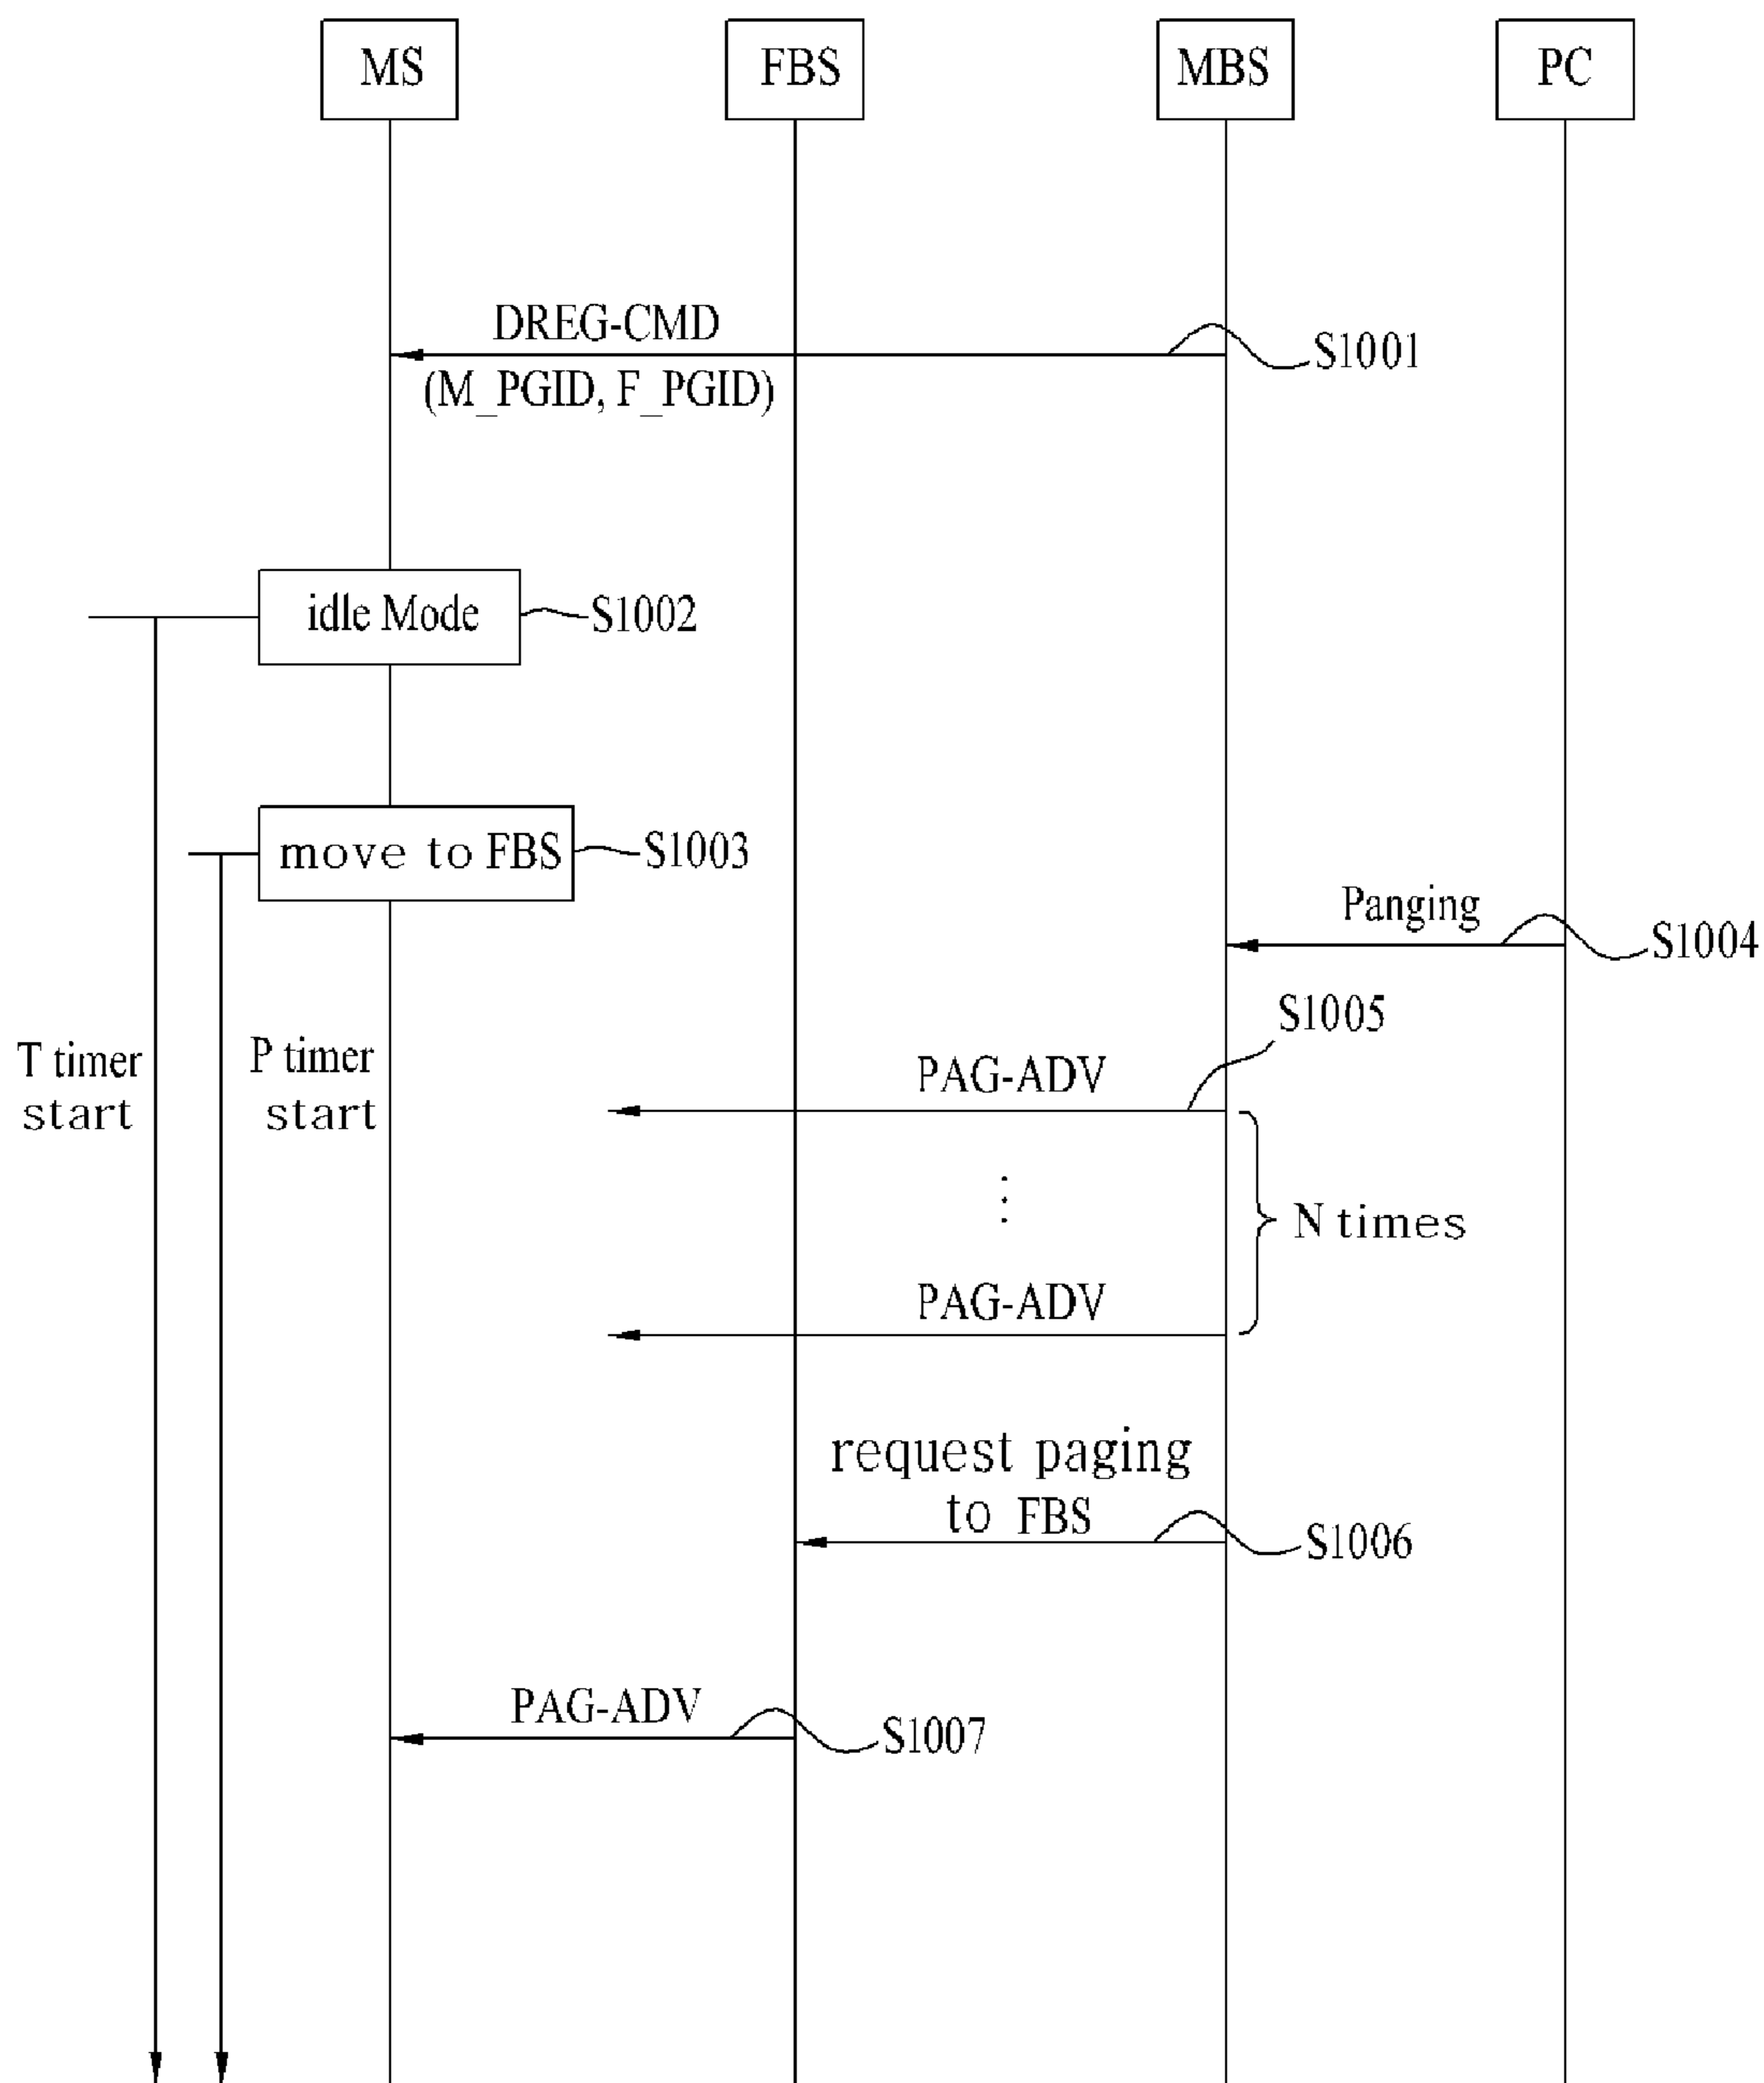 MS
FBS
MBS
PC
DREG-CMD
S1001
(M_PGID, F_PGID)
idle Mode
S1002
move to FBS
S1003
Panging
S1004
S1005
T timer
start
P timer
start
PAG-ADV
N times
PAG-ADV
request paging
to FBS
S1006
PAG-ADV
S1007